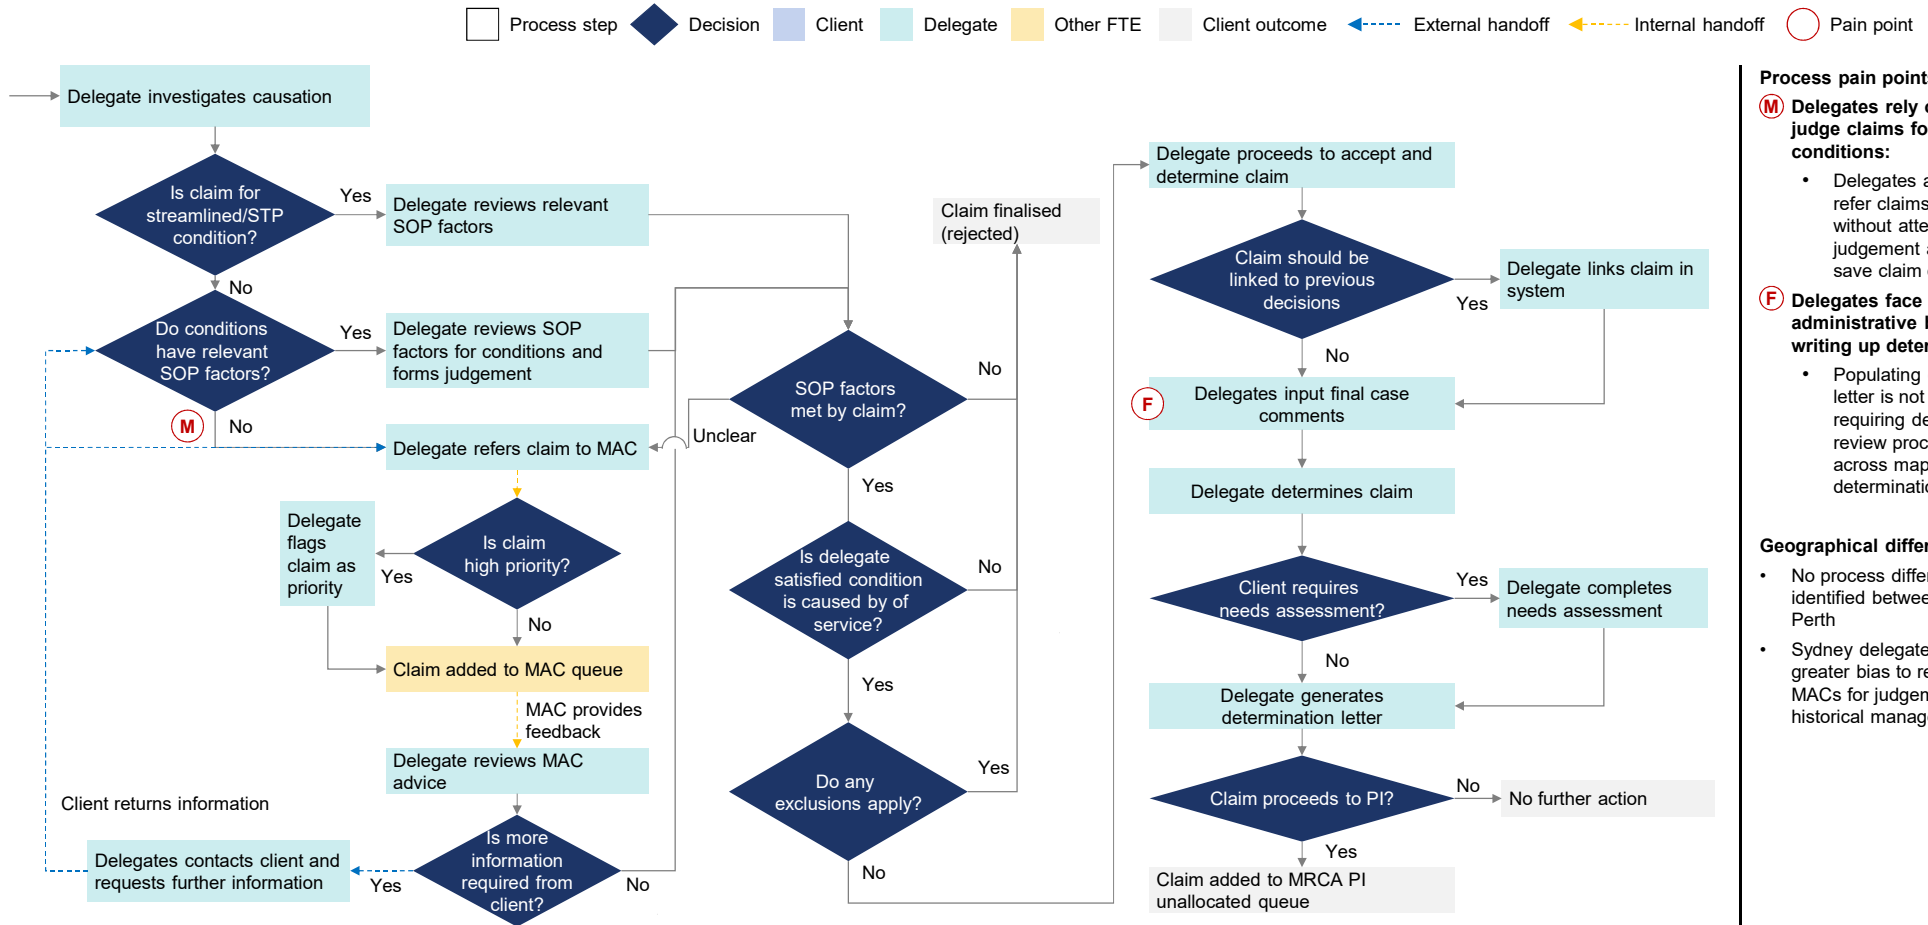 Process step
Decision
Client
Delegate
Other FTE
Client outcome
External handoff
Internal handoff
Pain point
Delegate investigates causation
Is claim for
streamlined/STP
condition?
Yes
Delegate reviews relevant
SOP factors
No
Do conditions
have relevant
SOP factors?
Yes
Delegate reviews SOP
factors for conditions and
forms judgement
M
No
Delegate refers claim to MAC
Unclear
Delegate
flags
claim as
priority
Yes
Is claim
high priority?
No
Claim added to MAC queue
MAC provides
feedback
Delegate reviews MAC
advice
Client returns information
Delegates contacts client and
requests further information
Yes
Is more
information
required from
client?
No
Claim finalised
(rejected)
SOP factors
met by claim?
No
Yes
Is delegate
satisfied condition
is caused by of
service?
No
Yes
Do any
exclusions apply?
Yes
No
Delegate proceeds to accept and
determine claim
Claim should be
linked to previous
decisions
Yes
Delegate links claim in
system
No
F
Delegates input final case
comments
Delegate determines claim
Client requires
needs assessment?
Yes
Delegate completes
needs assessment
No
Delegate generates
determination letter
Claim proceeds to PI?
No
No further action
Yes
Claim added to MRCA PI
unallocated queue
Process pain point
M
Delegates rely
judge claims fo
conditions:
• Delegates a
refer claims
without atte
judgement a
save claim
F
Delegates face
administrative
writing up deter
• Populating
letter is not
requiring de
review proc
across map
determinatio
Geographical differ
• No process differ
identified betwee
Perth
• Sydney delegate
greater bias to re
MACs for judgem
historical manag